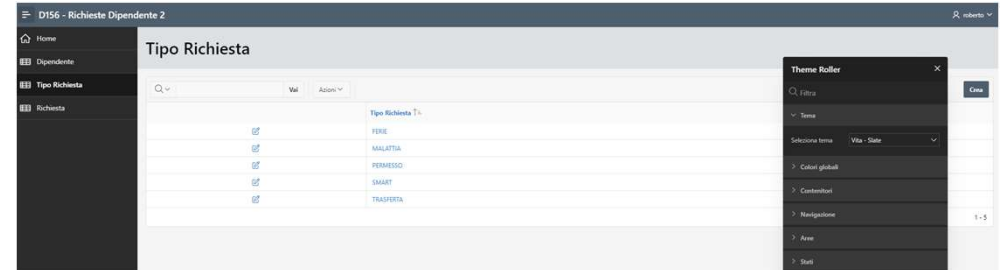 D156 - Richieste Dipendente 2
roberto
Home
Dipendente
Tipo Richiesta
Richiesta
Tipo Richiesta
Vai
Azioni
Crea
Tipo Richiesta
FERIE
MALATTIA
PERMESSO
SMART
TRASFERTA
1 - 5
Theme Roller
Filtra
Tema
Seleziona tema Vita - Slate
Colori globali
Contenitori
Navigazione
Aree
Stati